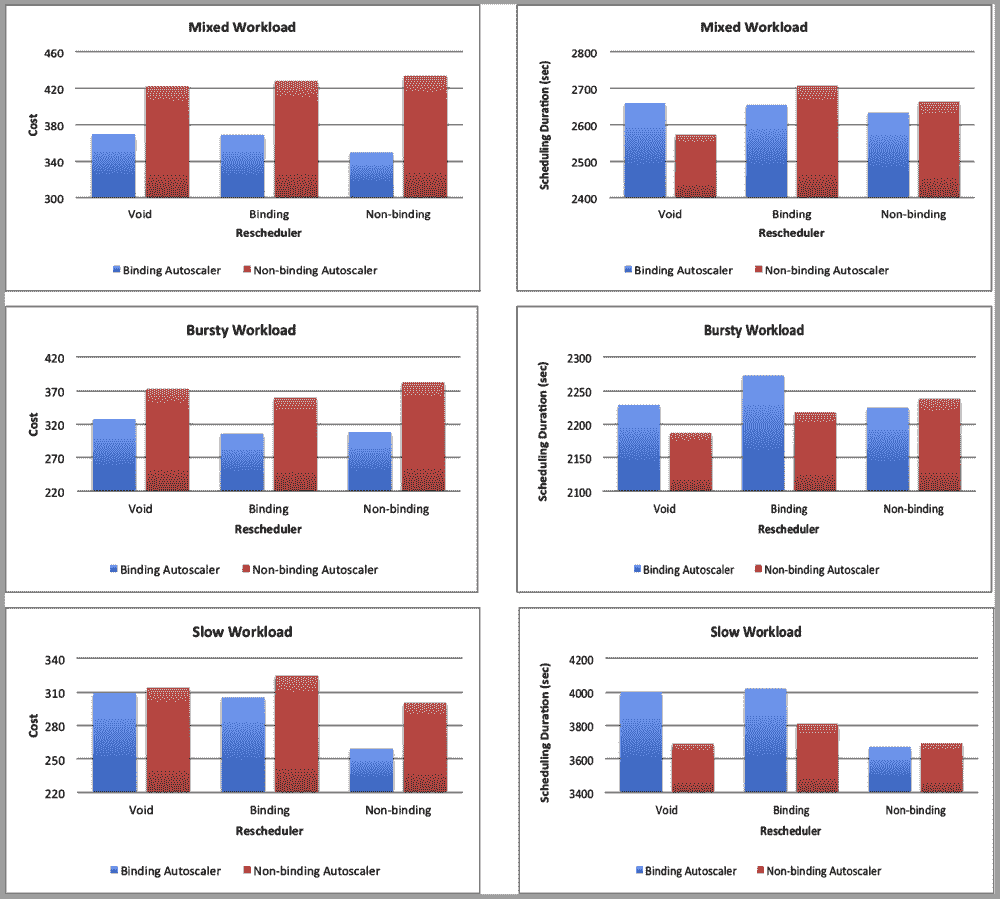 Mixed Workload
460
420
380
340
300
Cost
Void Binding Non-binding
Rescheduler
Binding Autoscaler Non-binding Autoscaler
Mixed Workload
2800
2700
2600
2500
2400
Scheduling Duration (sec)
Void Binding Non-binding
Rescheduler
Binding Autoscaler Non-binding Autoscaler
Bursty Workload
420
370
320
270
220
Cost
Void Binding Non-binding
Rescheduler
Binding Autoscaler Non-binding Autoscaler
Bursty Workload
2300
2250
2200
2150
2100
Scheduling Duration (sec)
Void Binding Non-binding
Rescheduler
Binding Autoscaler Non-binding Autoscaler
Slow Workload
340
310
280
250
220
Cost
Void Binding Non-binding
Rescheduler
Binding Autoscaler Non-binding Autoscaler
Slow Workload
4200
4000
3800
3600
3400
Scheduling Duration (sec)
Void Binding Non-binding
Rescheduler
Binding Autoscaler Non-binding Autoscaler